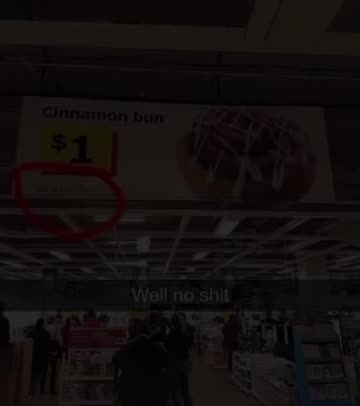 Cinnamon bun
$1
Well no shit